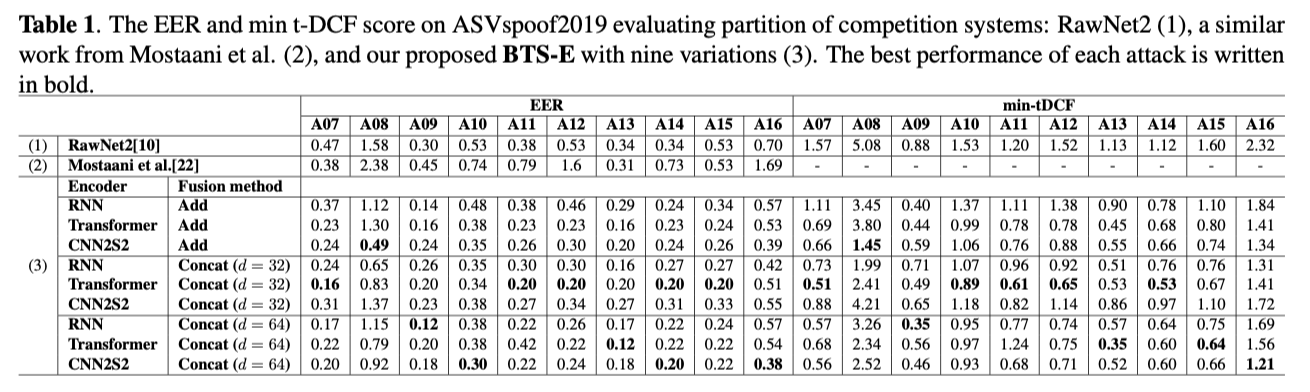 Table 1. The EER and min t-DCF score on ASVspoof2019 evaluating partition of competition systems: RawNet2 (1), a similar
work from Mostaani et al. (2), and our proposed BTS-E with nine variations (3). The best performance of each attack is written
in bold.
EER min-tDCF
A07 A08 A09 A10 A11 A12 A13 A14 A15 A16 A07 A08 A09 A10 A11 A12 A13 A14 A15 A16
(1) RawNet2[10] 0.47 1.58 0.30 0.53 0.38 0.53 0.34 0.34 0.53 0.70 1.57 5.08 0.88 1.53 1.20 1.52 1.13 1.12 1.60 2.32
(2) Mostaani et al.[22] 0.38 2.38 0.45 0.74 0.79 1.6 0.31 0.73 0.53 1.69 - - - - - - - - - -
Encoder Fusion method
RNN Add 0.37 1.12 0.14 0.48 0.38 0.46 0.29 0.24 0.34 0.57 1.11 3.45 0.40 1.37 1.11 1.38 0.90 0.78 1.10 1.84
Transformer Add 0.23 1.30 0.16 0.38 0.23 0.23 0.16 0.23 0.24 0.53 0.69 3.80 0.44 0.99 0.78 0.78 0.45 0.68 0.80 1.41
CNN2S2 Add 0.24 0.49 0.24 0.35 0.26 0.30 0.20 0.24 0.26 0.39 0.66 1.45 0.59 1.06 0.76 0.88 0.55 0.66 0.74 1.34
(3) RNN Concat (d = 32) 0.24 0.65 0.26 0.35 0.30 0.30 0.16 0.27 0.27 0.42 0.73 1.99 0.71 1.07 0.96 0.92 0.51 0.76 0.76 1.31
Transformer Concat (d = 32) 0.16 0.83 0.20 0.34 0.20 0.20 0.20 0.20 0.20 0.51 0.51 2.41 0.49 0.89 0.61 0.65 0.53 0.53 0.67 1.41
CNN2S2 Concat (d = 32) 0.31 1.37 0.23 0.38 0.27 0.34 0.27 0.31 0.33 0.55 0.88 4.21 0.65 1.18 0.82 1.14 0.86 0.97 1.10 1.72
RNN Concat (d = 64) 0.17 1.15 0.12 0.38 0.22 0.26 0.17 0.22 0.24 0.57 0.57 3.26 0.35 0.95 0.77 0.74 0.57 0.64 0.75 1.69
Transformer Concat (d = 64) 0.22 0.79 0.20 0.38 0.42 0.22 0.12 0.22 0.22 0.54 0.68 2.34 0.56 0.97 1.24 0.75 0.35 0.60 0.64 1.56
CNN2S2 Concat (d = 64) 0.20 0.92 0.18 0.30 0.22 0.24 0.18 0.20 0.22 0.38 0.56 2.52 0.46 0.93 0.68 0.71 0.52 0.60 0.66 1.21